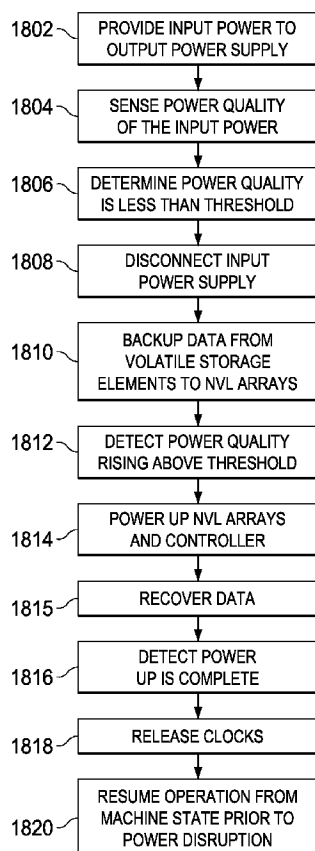 1802
PROVIDE INPUT POWER TO
OUTPUT POWER SUPPLY
1804
SENSE POWER QUALITY
OF THE INPUT POWER
1806
DETERMINE POWER QUALITY
IS LESS THAN THRESHOLD
1808
DISCONNECT INPUT
POWER SUPPLY
1810
BACKUP DATA FROM
VOLATILE STORAGE
ELEMENTS TO NVL ARRAYS
1812
DETECT POWER QUALITY
RISING ABOVE THRESHOLD
1814
POWER UP NVL ARRAYS
AND CONTROLLER
1815
RECOVER DATA
1816
DETECT POWER
UP IS COMPLETE
1818
RELEASE CLOCKS
1820
RESUME OPERATION FROM
MACHINE STATE PRIOR TO
POWER DISRUPTION